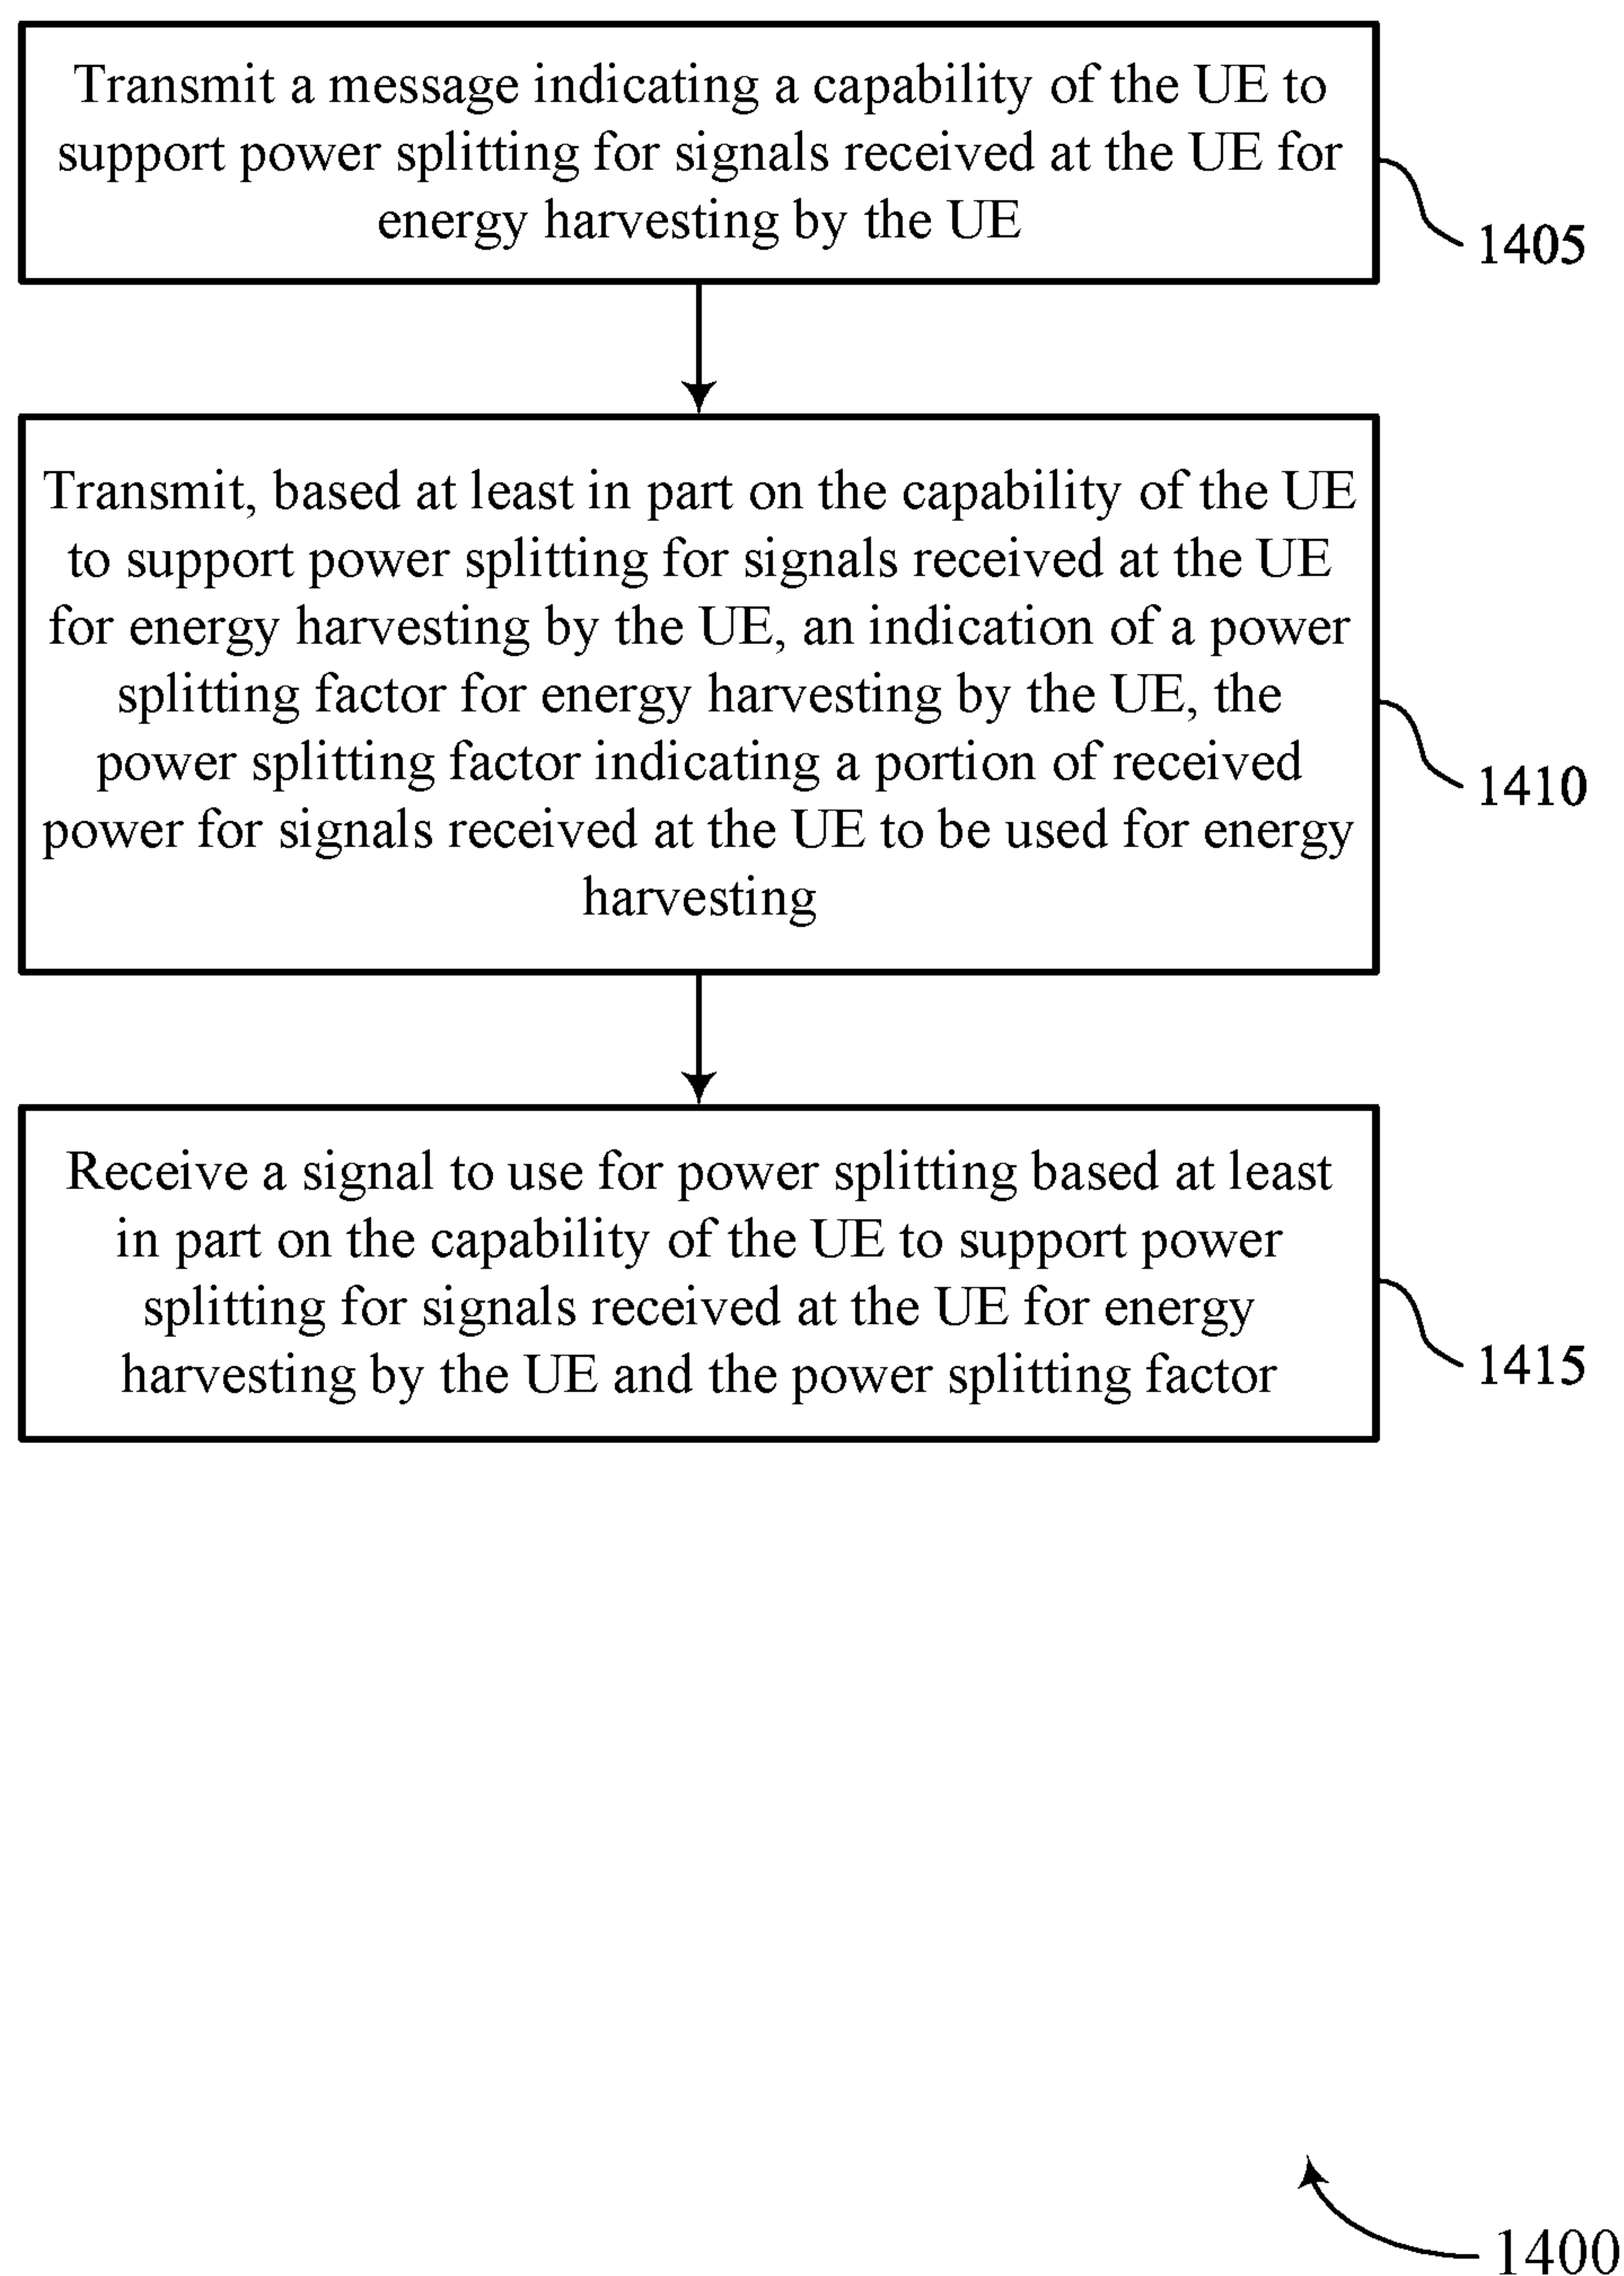 Transmit a message indicating a capability of the UE to
support power splitting for signals received at the UE for
energy harvesting by the UE
1405
Transmit, based at least in part on the capability of the UE
to support power splitting for signals received at the UE
for energy harvesting by the UE, an indication of a power
splitting factor for energy harvesting by the UE, the
power splitting factor indicating a portion of received
power for signals received at the UE to be used for energy
harvesting
1410
Receive a signal to use for power splitting based at least
in part on the capability of the UE to support power
splitting for signals received at the UE for energy
harvesting by the UE and the power splitting factor
1415
1400